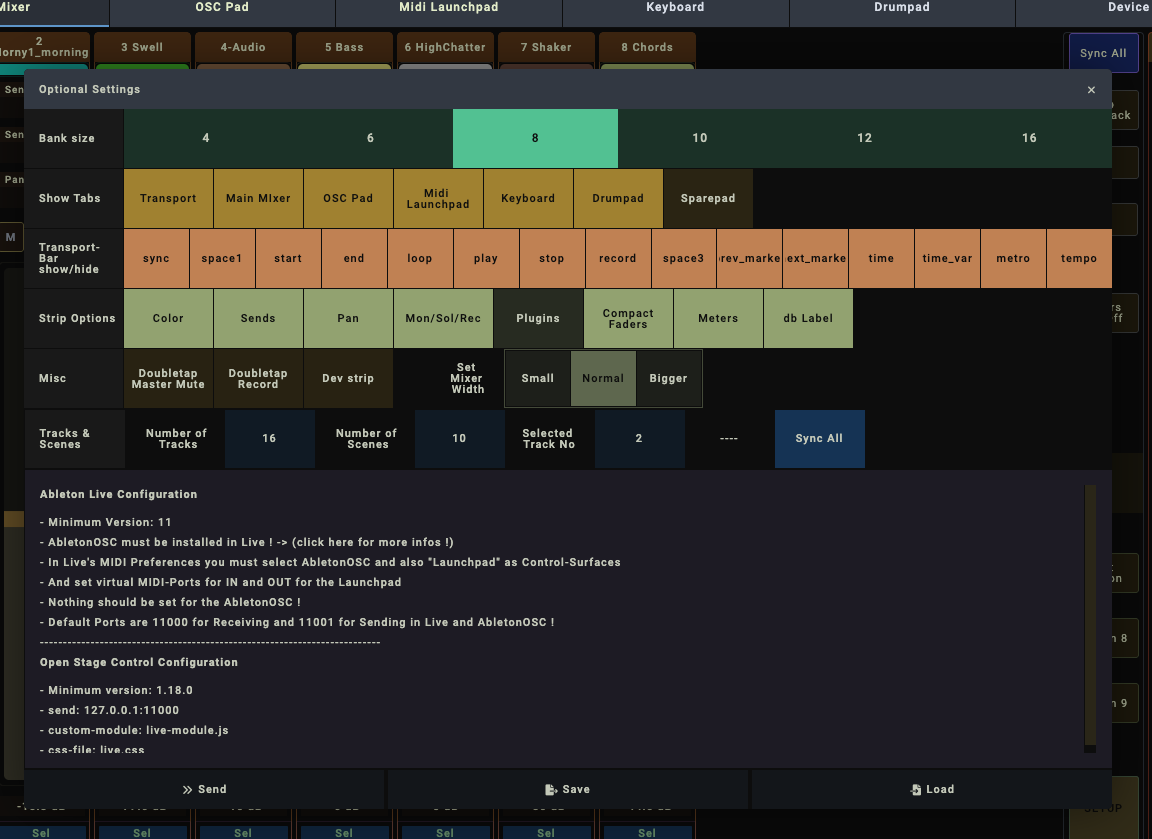 Mixer
OSC Pad
Midi Launchpad
Keyboard
Drumpad
Device
2
3 Swell
4-Audio
5 Bass
6 HighChatter
7 Shaker
8 Chords
Sync All
Optional Settings
×
Sen
Sen
Pan
M
ack
Bank size
4
6
8
10
12
16
Show Tabs
Transport
Main MIxer
OSC Pad
Midi
Launchpad
Keyboard
Drumpad
Sparepad
Transport-
Bar
show/hide
sync
space1
start
end
loop
play
stop
record
space3
rev_marke
ext_marke
time
time_var
metro
tempo
Strip Options
Color
Sends
Pan
Mon/Sol/Rec
Plugins
Compact
Faders
Meters
db Label
Misc
Doubletap
Master Mute
Doubletap
Record
Dev strip
Set
Mixer
Width
Small
Normal
Bigger
Tracks &
Scenes
Number of
Tracks
16
Number of
Scenes
10
Selected
Track No
2
----
Sync All
Ableton Live Configuration
- Minimum Version: 11
- AbletonOSC must be installed in Live ! -> (click here for more infos !)
- In Live's MIDI Preferences you must select AbletonOSC and also "Launchpad" as Control-Surfaces
- And set virtual MIDI-Ports for IN and OUT for the Launchpad
- Nothing should be set for the AbletonOSC !
- Default Ports are 11000 for Receiving and 11001 for Sending in Live and AbletonOSC !
--------------------------------------------------------------------------
Open Stage Control Configuration
- Minimum version: 1.18.0
- send: 127.0.0.1:11000
- custom-module: live-module.js
- css-file: live.css
Send
Save
Load
Sel
Sel
Sel
Sel
Sel
Sel
Sel